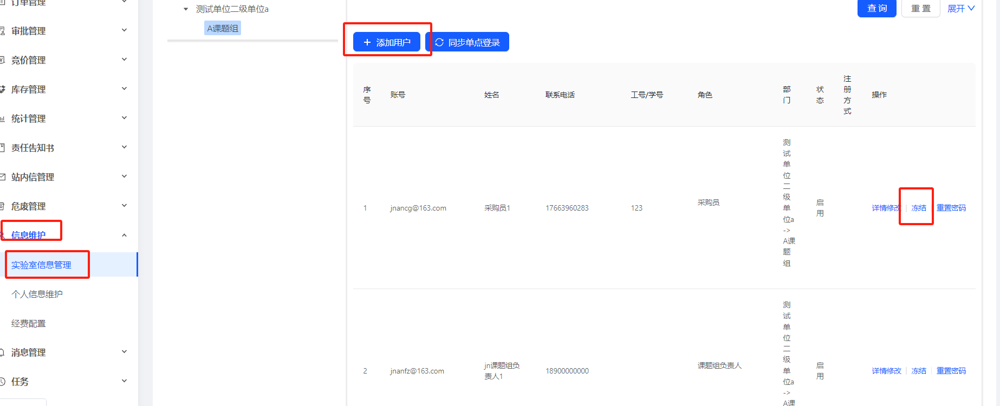 订单管理
审批管理
竞价管理
库存管理
统计管理
责任告知书
站内信管理
危废管理
信息维护
实验室信息管理
个人信息维护
经费配置
消息管理
任务
测试单位二级单位a
A课题组
查 询
重 置
展开
添加用户
同步单点登录
序
号
账号
姓名
联系电话
工号/学号
角色
部
门
状
态
注
册
方
式
操作
1
jnancg@163.com
采购员1
17663960283
123
采购员
测
试
单
位
二
级
单
位a
->
A课
题
组
启
用
详情修改
冻结
重置密码
2
jnanfz@163.com
jn课题组负
责人1
18900000000
课题组负责人
测
试
单
位
二
级
单
位a
->
A课
启
用
详情修改
冻结
重置密码